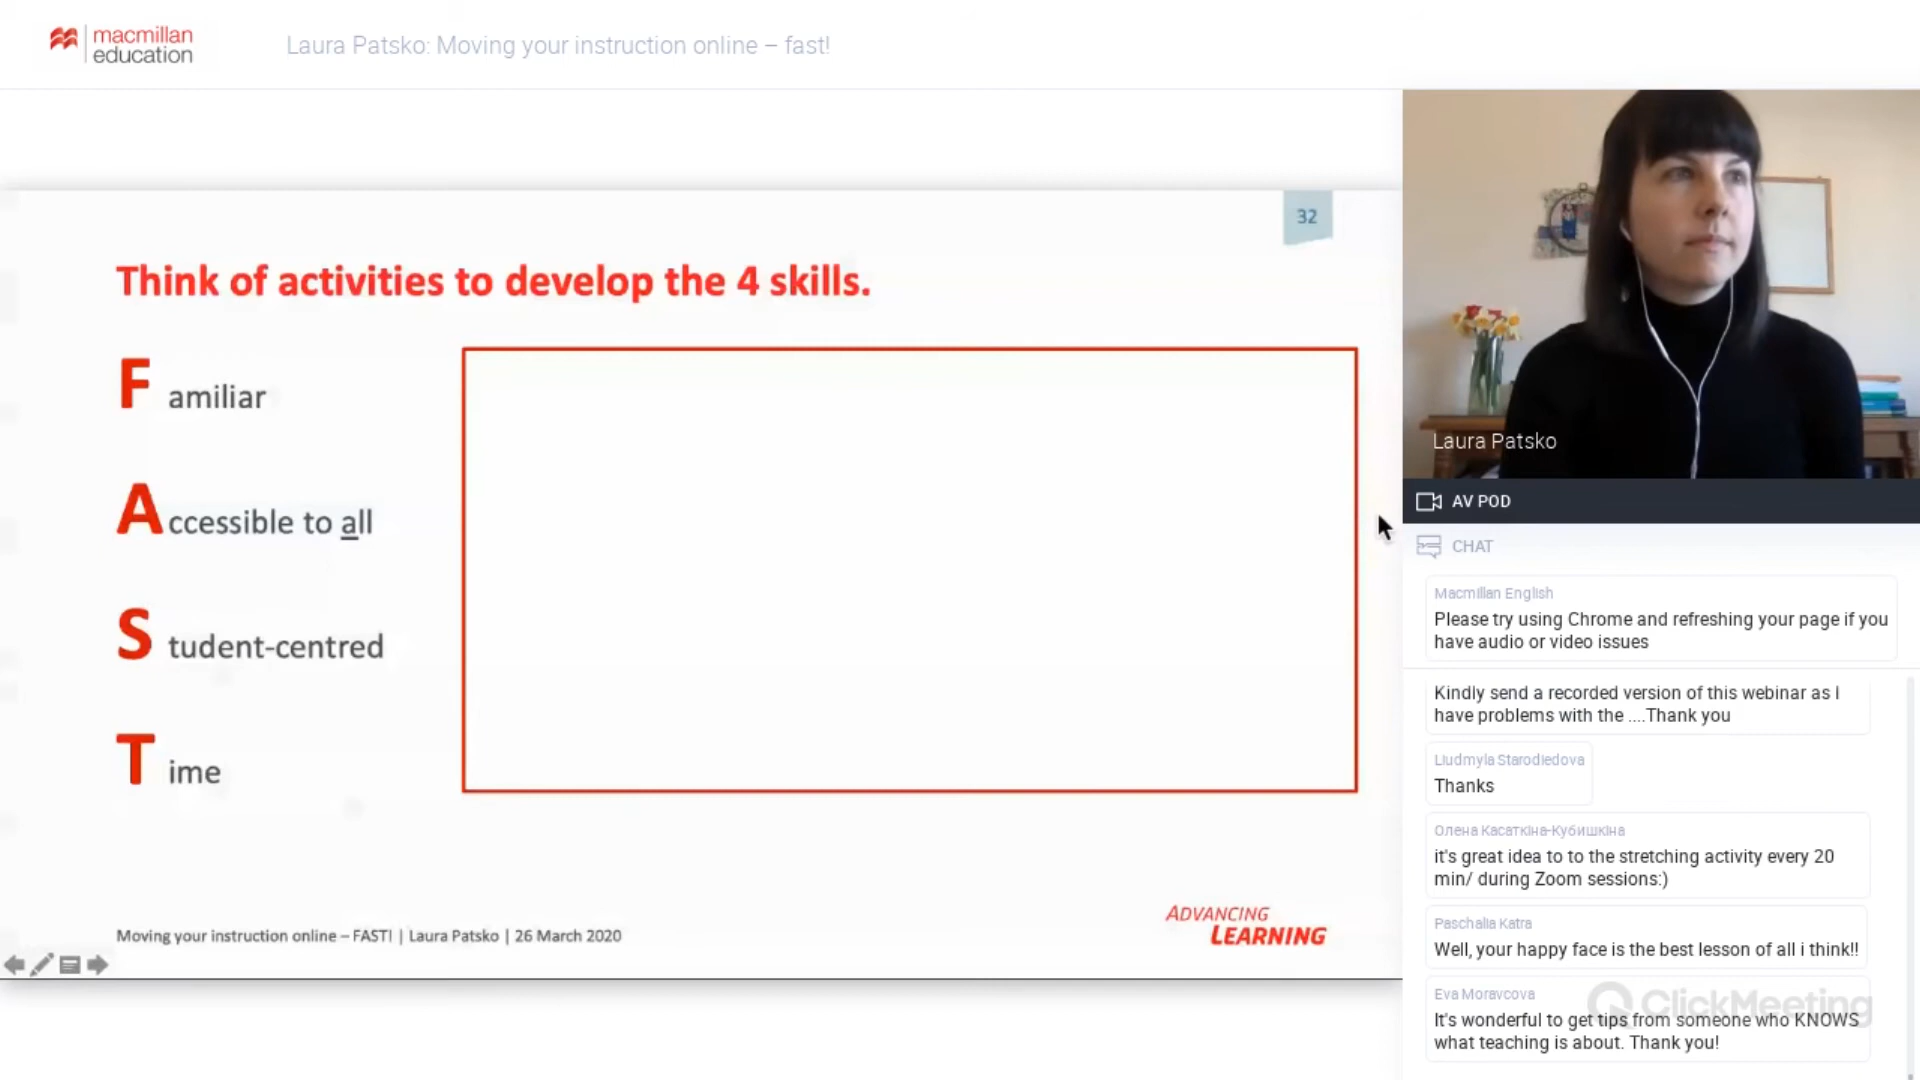 macmillan
education
Laura Patsko: Moving your instruction online – fast!
32
Think of activities to develop the 4 skills.
Familiar
Accessible to all
Student-centred
Time
Moving your instruction online – FAST! | Laura Patsko | 26 March 2020
ADVANCING
LEARNING
Laura Patsko
AV POD
CHAT
Macmillan English
Please try using Chrome and refreshing your page if you
have audio or video issues
Kindly send a recorded version of this webinar as I
have problems with the ....Thank you
Liudmyla Starodiedova
Thanks
Олена Касаткіна-Кубишкіна
it's great idea to to the stretching activity every 20
min/ during Zoom sessions:)
Paschalia Katra
Well, your happy face is the best lesson of all i think!!
Eva Moravcova
It's wonderful to get tips from someone who KNOWS
what teaching is about. Thank you!
ClickMeeting